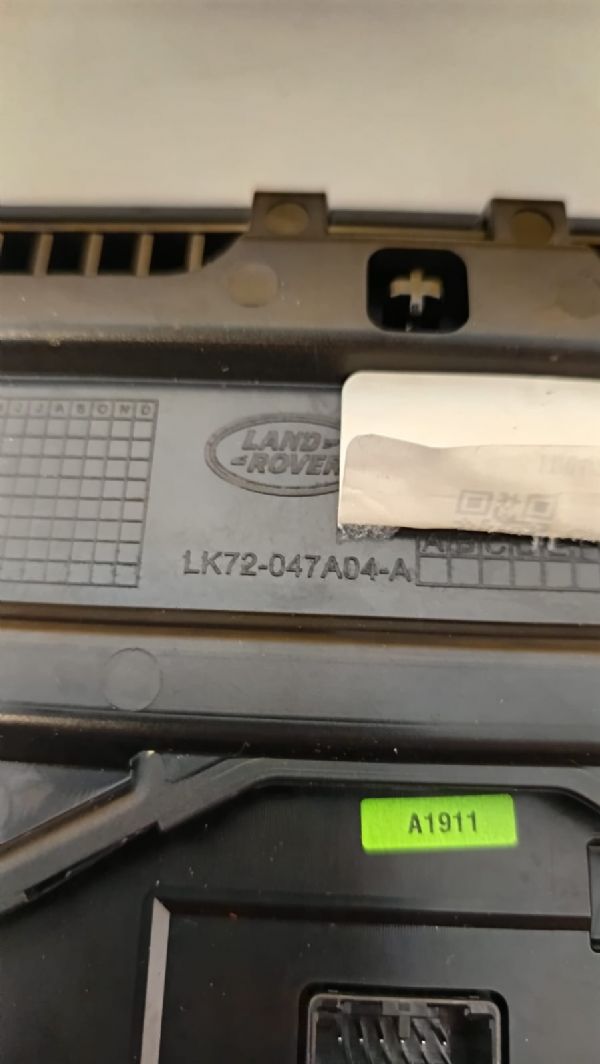 J J A S O N D
LAND
ROVER
LK72-047A04-A
A B C
A1911